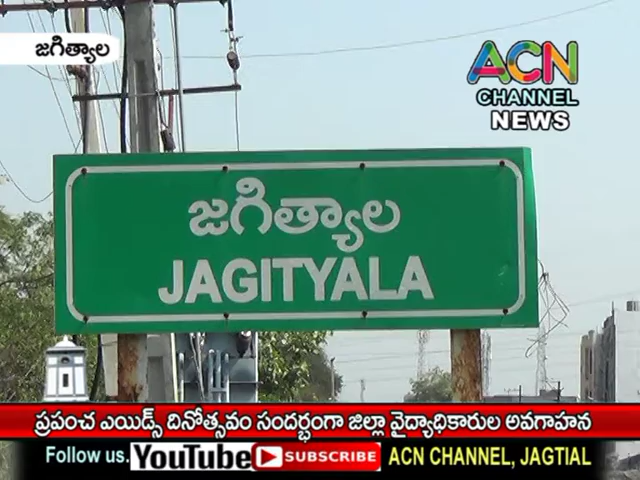 జగిత్యాల
ACN
CHANNEL
NEWS
జగిత్యాల
JAGITYALA
ప్రపంచ ఎయిడ్స్ దినోత్సవం సందర్భంగా జిల్లా వైద్యాధికారుల అవగాహన
Follow us. YouTube SUBSCRIBE ACN CHANNEL, JAGTIAL